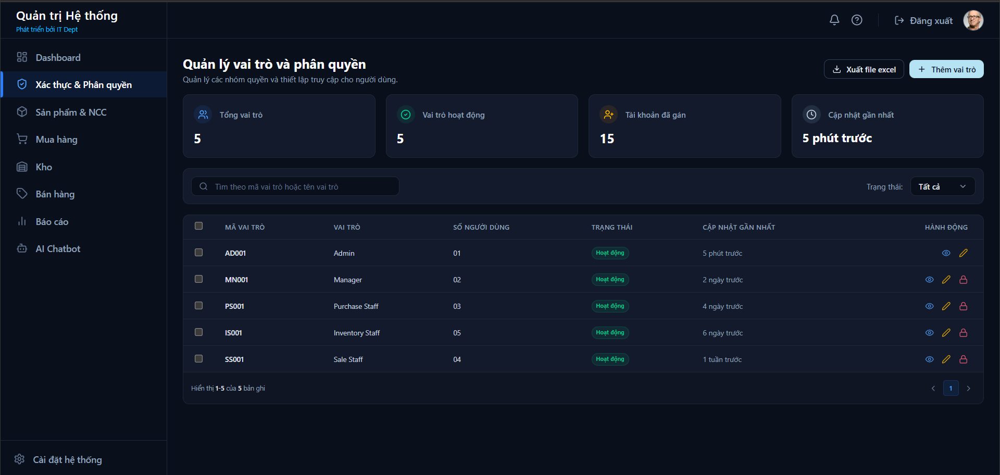 Quản trị Hệ thống
Phát triển bởi IT Dept
Đăng xuất
Dashboard
Xác thực & Phân quyền
Sản phẩm & NCC
Mua hàng
Kho
Bán hàng
Báo cáo
AI Chatbot
Cài đặt hệ thống
Quản lý vai trò và phân quyền
Quản lý các nhóm quyền và thiết lập truy cập cho người dùng.
Xuất file excel
Thêm vai trò
Tổng vai trò
5
Vai trò hoạt động
5
Tài khoản đã gán
15
Cập nhật gần nhất
5 phút trước
Tìm theo mã vai trò hoặc tên vai trò
Trạng thái: Tất cả
MÃ VAI TRÒ VAI TRÒ SỐ NGƯỜI DÙNG TRẠNG THÁI CẬP NHẬT GẦN NHẤT HÀNH ĐỘNG
AD001 Admin 01 Hoạt động 5 phút trước
MN001 Manager 02 Hoạt động 2 ngày trước
PS001 Purchase Staff 03 Hoạt động 4 ngày trước
IS001 Inventory Staff 05 Hoạt động 6 ngày trước
SS001 Sale Staff 04 Hoạt động 1 tuần trước
Hiển thị 1-5 của 5 bản ghi
1